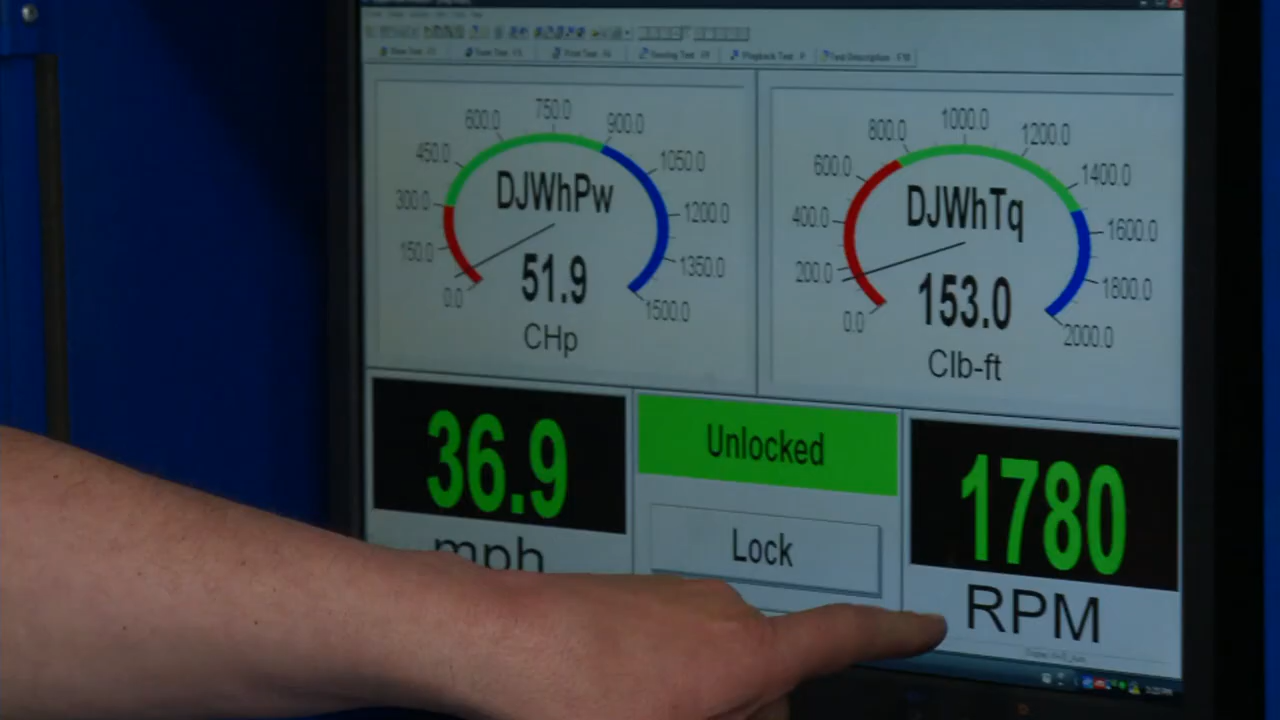 750.0
600.0 900.0
450.0 1050.0
DJWhPw
300.0 1200.0
150.0 1350.0
51.9
0.0 1500.0
CHp
1000.0
800.0 1200.0
600.0 1400.0
DJWhTq
400.0 1600.0
200.0 1800.0
153.0
0.0 2000.0
Clb-ft
36.9
mph
Unlocked
Lock
1780
RPM